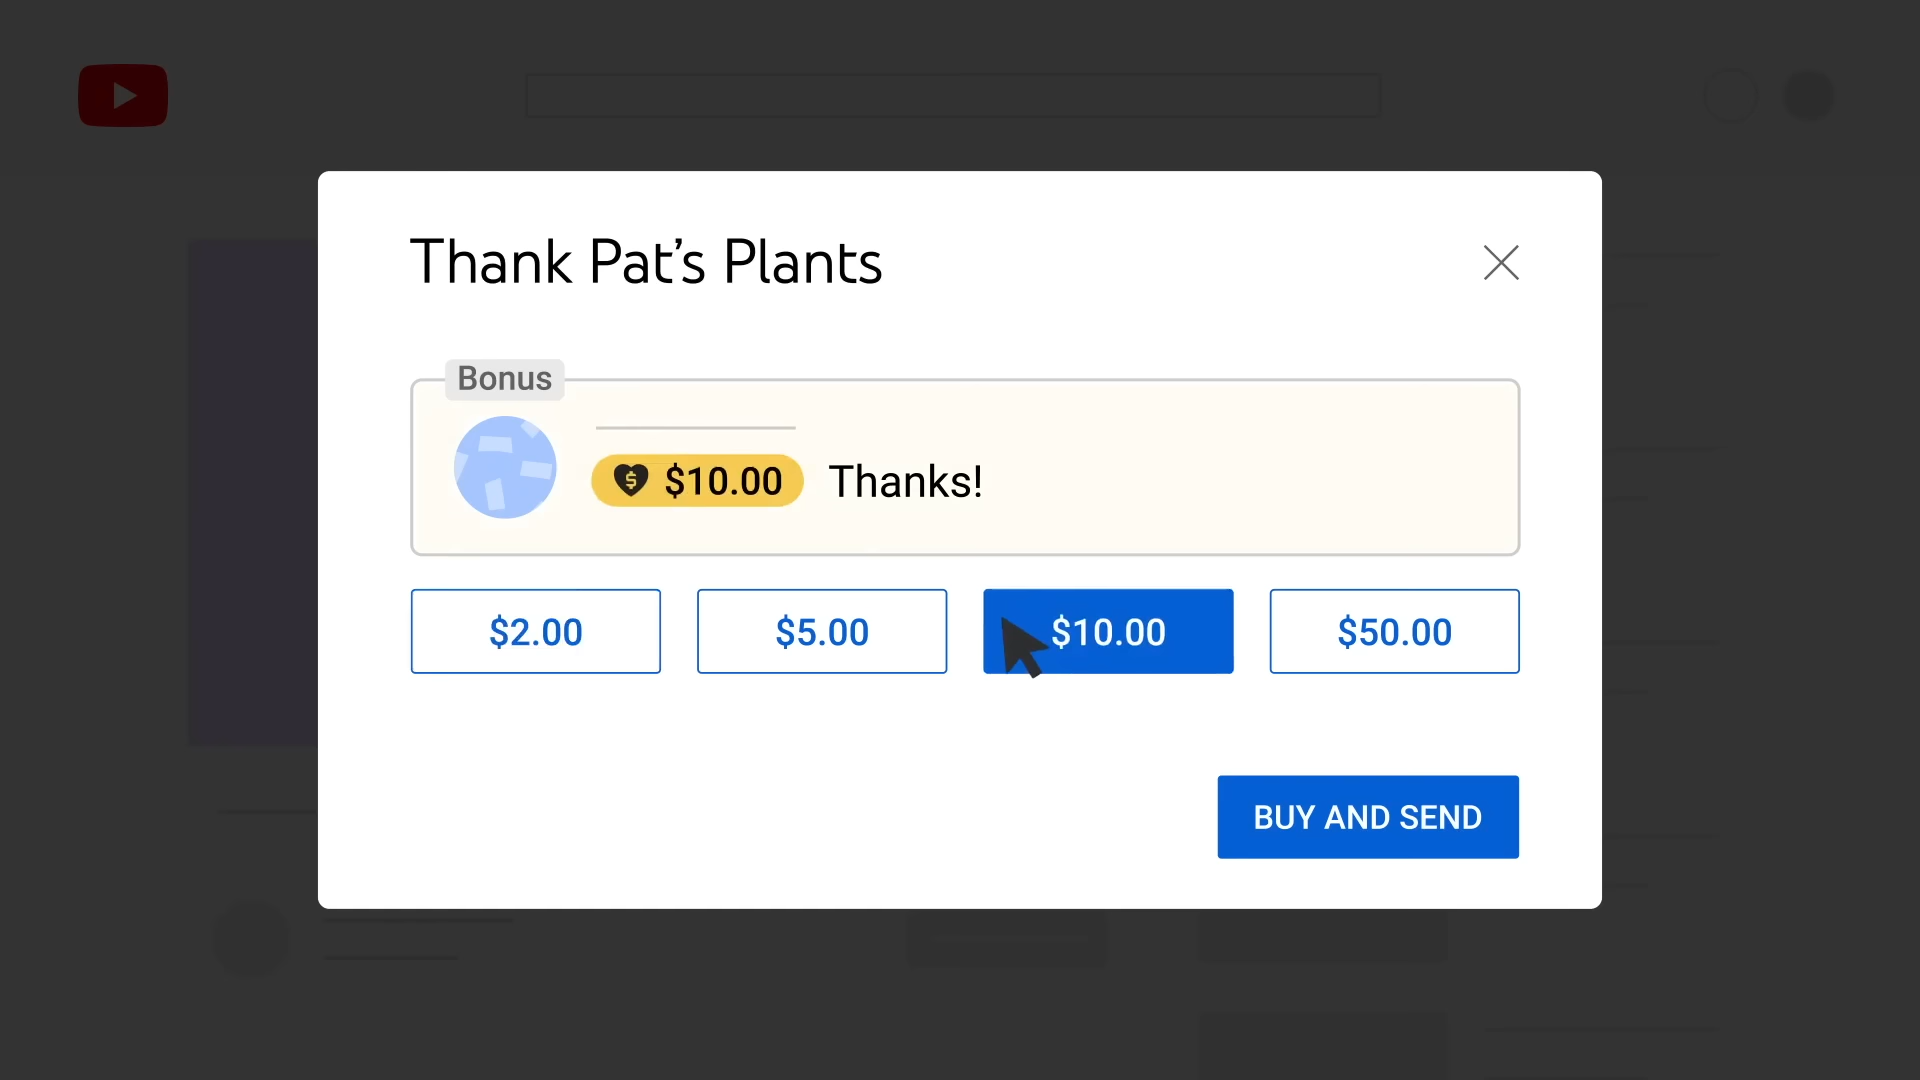 Thank Pat’s Plants
Bonus
$10.00 Thanks!
$2.00 $5.00 $10.00 $50.00
BUY AND SEND